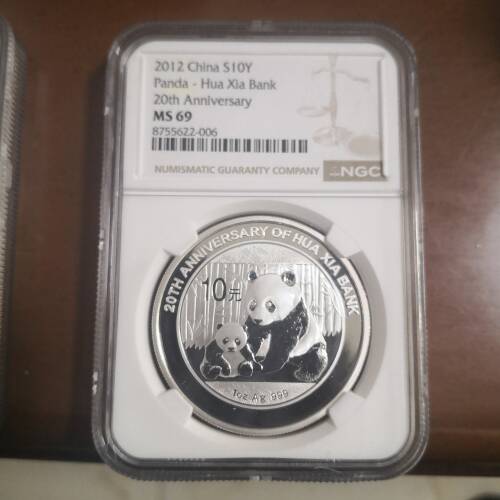 2012 China S10Y
Panda - Hua Xia Bank
20th Anniversary
MS 69
8755622-006
NUMISMATIC GUARANTY COMPANY
NGC
20TH ANNIVERSARY OF HUA XIA BANK
10元
1oz Ag .999